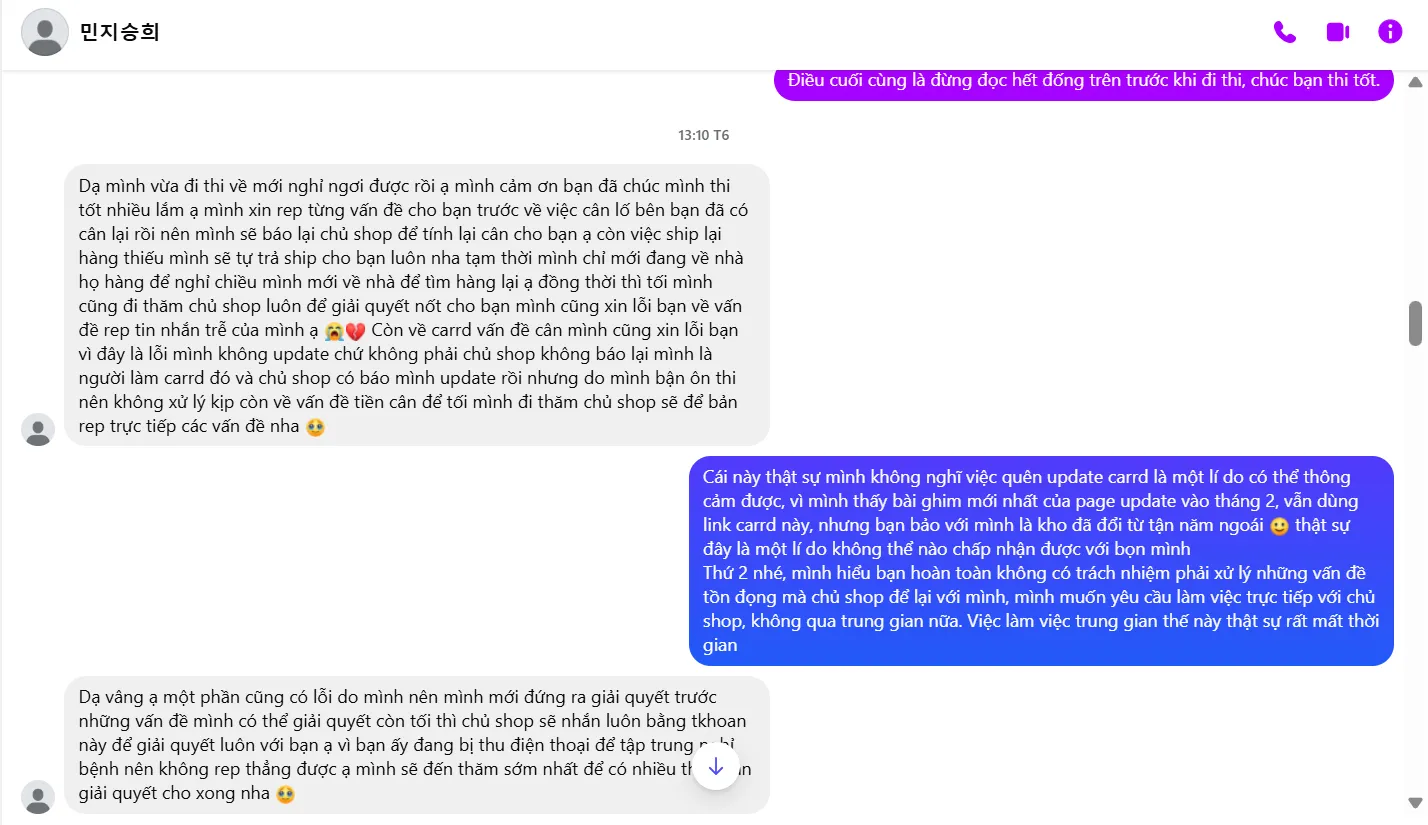 민지승희
Điều cuối cùng là đừng đọc hết đống trên trước khi đi thi, chúc bạn thi tốt.
13:10 T6
Dạ mình vừa đi thi về mới nghỉ ngơi được rồi ạ mình cảm ơn bạn đã chúc mình thi
tốt nhiều lắm ạ mình xin rep từng vấn đề cho bạn trước về việc cân lố bên bạn đã có
cân lại rồi nên mình sẽ báo lại chủ shop để tính lại cân cho bạn ạ còn việc ship lại
hàng thiếu mình sẽ tự trả ship cho bạn luôn nha tạm thời mình chỉ mới đang về nhà
họ hàng để nghỉ chiều mình mới về nhà để tìm hàng lại ạ đồng thời thì tối mình
cũng đi thăm chủ shop luôn để giải quyết nốt cho bạn mình cũng xin lỗi bạn về vấn
đề rep tin nhắn trễ của mình ạ 😭💔 Còn về carrd vấn đề cân mình cũng xin lỗi bạn
vì đây là lỗi mình không update chứ không phải chủ shop không báo lại mình là
người làm carrd đó và chủ shop có báo mình update rồi nhưng do mình bận ôn thi
nên không xử lý kịp còn về vấn đề tiền cân để tối mình đi thăm chủ shop sẽ để bản
rep trực tiếp các vấn đề nha 🥹
Cái này thật sự mình không nghĩ việc quên update carrd là một lí do có thể thông
cảm được, vì mình thấy bài ghim mới nhất của page update vào tháng 2, vẫn dùng
link carrd này, nhưng bạn bảo với mình là kho đã đổi từ tận năm ngoái 🙂 thật sự
đây là một lí do không thể nào chấp nhận được với bọn mình
Thứ 2 nhé, mình hiểu bạn hoàn toàn không có trách nhiệm phải xử lý những vấn đề
tồn đọng mà chủ shop để lại với mình, mình muốn yêu cầu làm việc trực tiếp với chủ
shop, không qua trung gian nữa. Việc làm việc trung gian thế này thật sự rất mất thời
gian
Dạ vâng ạ một phần cũng có lỗi do mình nên mình mới đứng ra giải quyết trước
những vấn đề mình có thể giải quyết còn tối thì chủ shop sẽ nhắn luôn bằng tkhoan
này để giải quyết luôn với bạn ạ vì bạn ấy đang bị thu điện thoại để tập trung nghỉ
bệnh nên không rep thẳng được ạ mình sẽ đến thăm sớm nhất để có nhiều
giải quyết cho xong nha 🥹